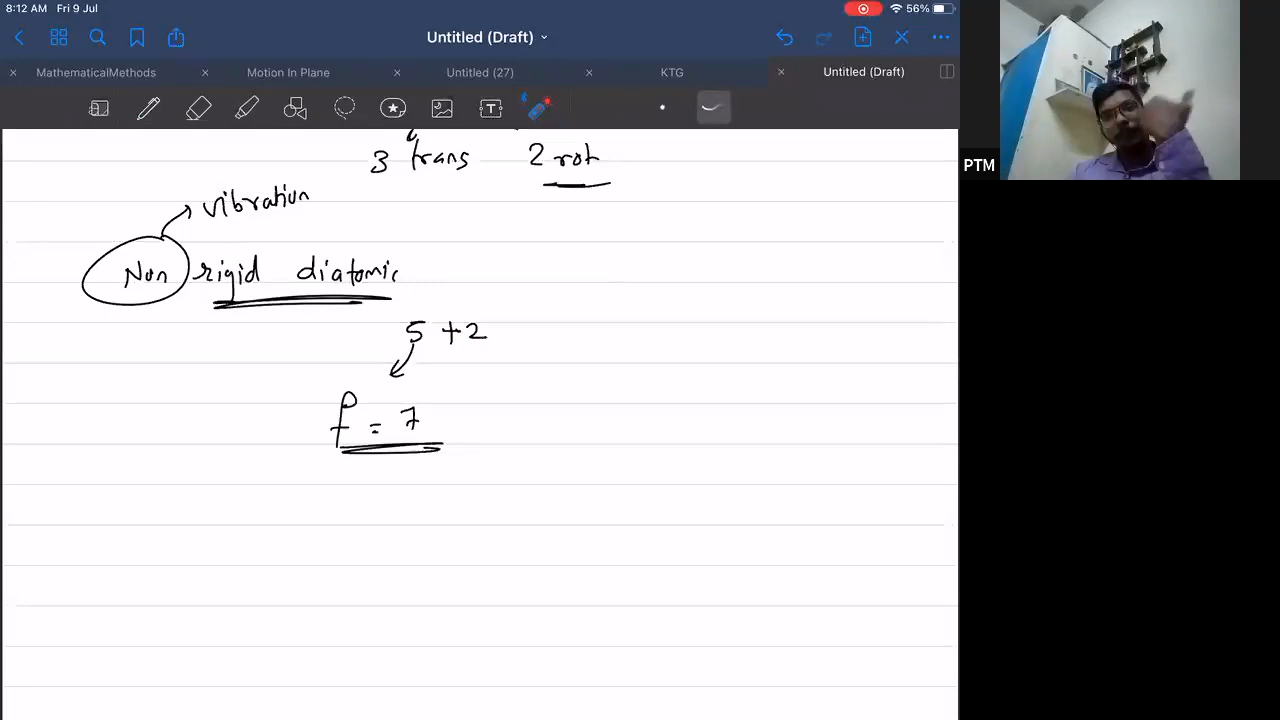 8:12 AM Fri 9 Jul
56%
Untitled (Draft)
MathematicalMethods
Motion In Plane
Untitled (27)
KTG
Untitled (Draft)
T
PTM
3 trans 2 rot
vibration
Non rigid diatomic
5 +2
f = 7